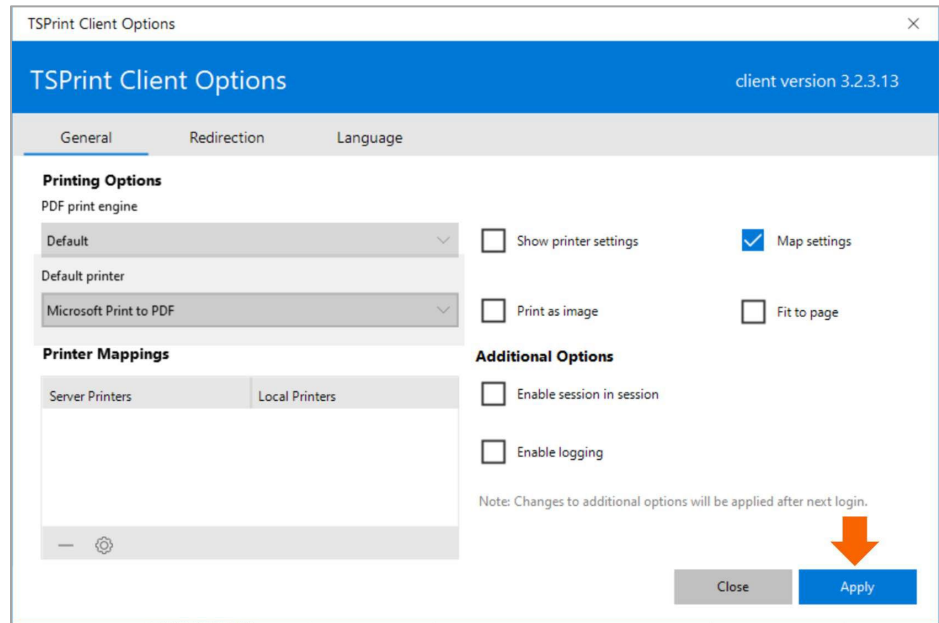 TSPrint Client Options
TSPrint Client Options
client version 3.2.3.13
General Redirection Language
Printing Options
PDF print engine
Default
Show printer settings
Map settings
Default printer
Microsoft Print to PDF
Print as image
Fit to page
Printer Mappings
Additional Options
Server Printers Local Printers
Enable session in session
Enable logging
Note: Changes to additional options will be applied after next login.
Close Apply